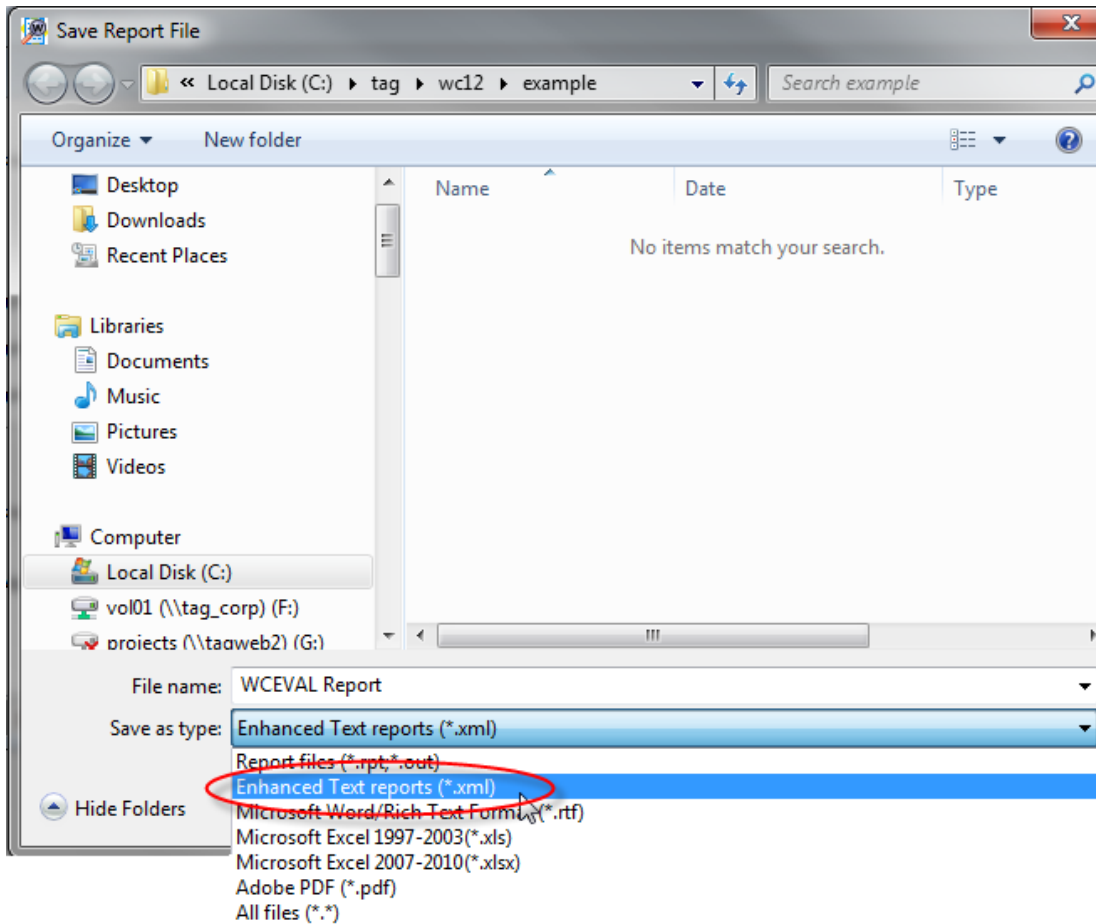 Save Report File
« Local Disk (C:) tag wc12 example Search example
Organize New folder
Name Date Type
No items match your search.
Desktop
Downloads
Recent Places
Libraries
Documents
Music
Pictures
Videos
Computer
Local Disk (C:)
vol01 (\\tag_corp) (F:)
projects (\\tagweb2) (G:)
File name: WCEVAL Report
Save as type: Enhanced Text reports (*.xml)
Report files (*.rpt;*.out)
Enhanced Text reports (*.xml)
Microsoft Word/Rich Text Format (*.rtf)
Microsoft Excel 1997-2003(*.xls)
Microsoft Excel 2007-2010(*.xlsx)
Adobe PDF (*.pdf)
All files (*.*)
Hide Folders